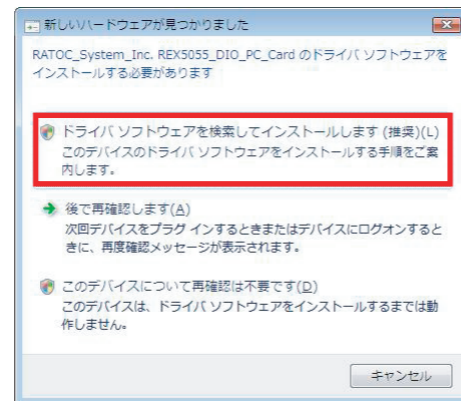 新しいハードウェアが見つかりました
RATOC_System_Inc. REX5055_DIO_PC_Card のドライバ ソフトウェアを
インストールする必要があります
ドライバ ソフトウェアを検索してインストールします (推奨)(L)
このデバイスのドライバ ソフトウェアをインストールする手順をご案
内します。
後で再確認します(A)
次回デバイスをプラグ インするときまたはデバイスにログオンすると
きに、再度確認メッセージが表示されます。
このデバイスについて再確認は不要です(D)
このデバイスは、ドライバ ソフトウェアをインストールするまでは動
作しません。
キャンセル